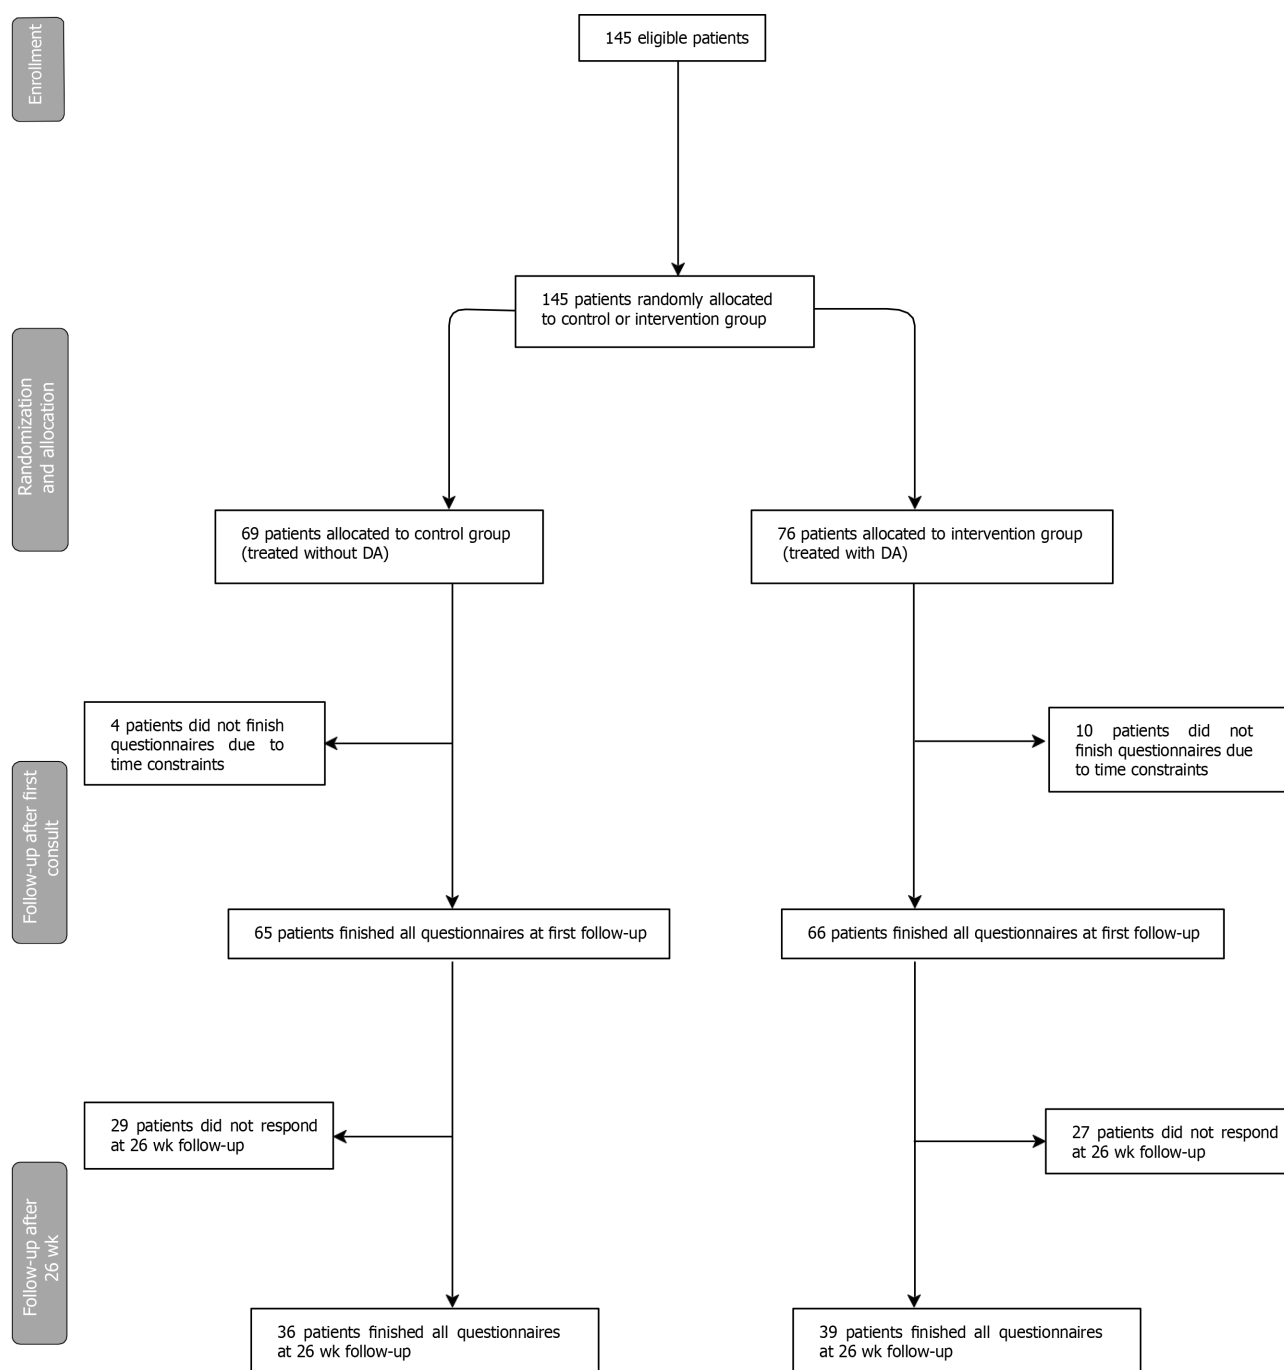 Enrollment
145 eligible patients
Randomization
and allocation
145 patients randomly allocated
to control or intervention group
69 patients allocated to control group
(treated without DA)
76 patients allocated to intervention group
(treated with DA)
Follow-up after first
consult
4 patients did not finish
questionnaires due to
time constraints
10 patients did not
finish questionnaires due
to time constraints
65 patients finished all questionnaires at first follow-up
66 patients finished all questionnaires at first follow-up
Follow-up after
26 wk
29 patients did not respond
at 26 wk follow-up
27 patients did not respond
at 26 wk follow-up
36 patients finished all questionnaires
at 26 wk follow-up
39 patients finished all questionnaires
at 26 wk follow-up